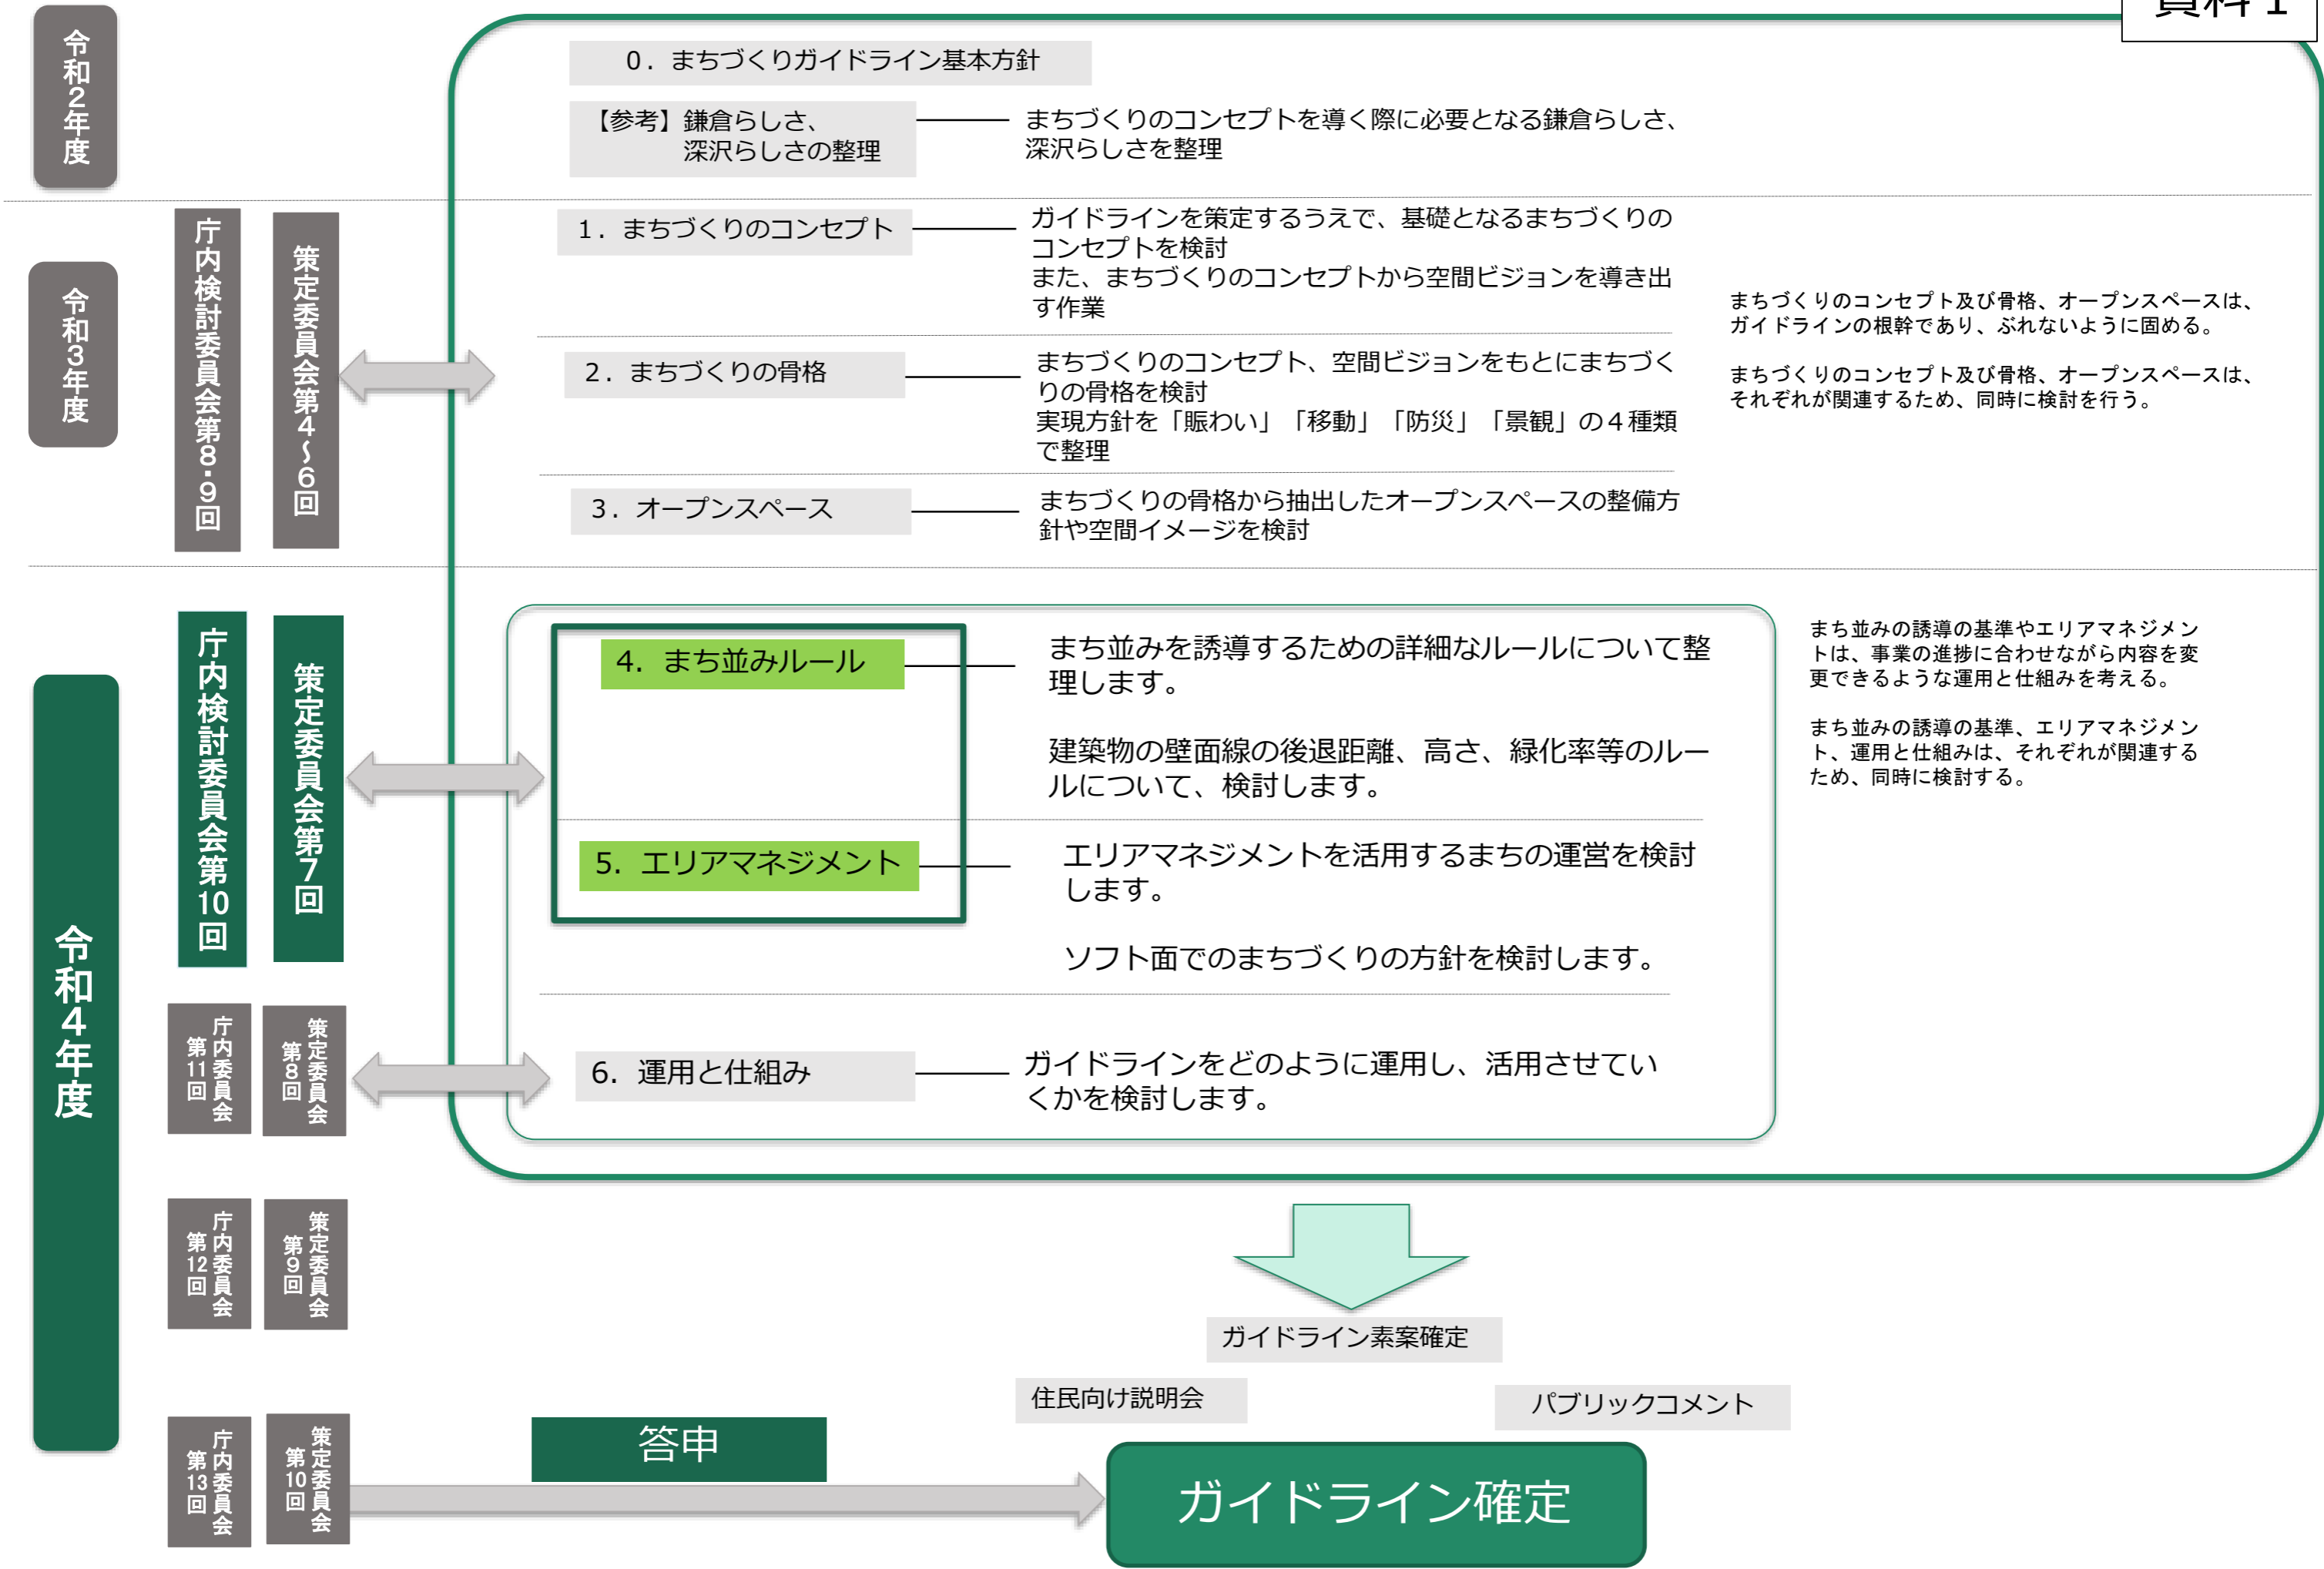 資料１
令和２年度
０．まちづくりガイドライン基本方針
【参考】鎌倉らしさ、
深沢らしさの整理
まちづくりのコンセプトを導く際に必要となる鎌倉らしさ、
深沢らしさを整理
令和３年度
庁内検討委員会第８・９回
策定委員会第４～６回
１．まちづくりのコンセプト
ガイドラインを策定するうえで、基礎となるまちづくりの
コンセプトを検討
また、まちづくりのコンセプトから空間ビジョンを導き出
す作業
２．まちづくりの骨格
まちづくりのコンセプト、空間ビジョンをもとにまちづく
りの骨格を検討
実現方針を「賑わい」「移動」「防災」「景観」の４種類
で整理
３．オープンスペース
まちづくりの骨格から抽出したオープンスペースの整備方
針や空間イメージを検討
まちづくりのコンセプト及び骨格、オープンスペースは、
ガイドラインの根幹であり、ぶれないように固める。
まちづくりのコンセプト及び骨格、オープンスペースは、
それぞれが関連するため、同時に検討を行う。
令和４年度
庁内検討委員会第10回
策定委員会第７回
4．まち並みルール
まち並みを誘導するための詳細なルールについて整
理します。
建築物の壁面線の後退距離、高さ、緑化率等のルー
ルについて、検討します。
5．エリアマネジメント
エリアマネジメントを活用するまちの運営を検討
します。
ソフト面でのまちづくりの方針を検討します。
まち並みの誘導の基準やエリアマネジメン
トは、事業の進捗に合わせながら内容を変
更できるような運用と仕組みを考える。
まち並みの誘導の基準、エリアマネジメン
ト、運用と仕組みは、それぞれが関連する
ため、同時に検討する。
庁内委員会
第11回
策定委員会
第８回
6．運用と仕組み
ガイドラインをどのように運用し、活用させてい
くかを検討します。
庁内委員会
第12回
策定委員会
第９回
ガイドライン素案確定
住民向け説明会
パブリックコメント
庁内委員会
第13回
策定委員会
第10回
答申
ガイドライン確定